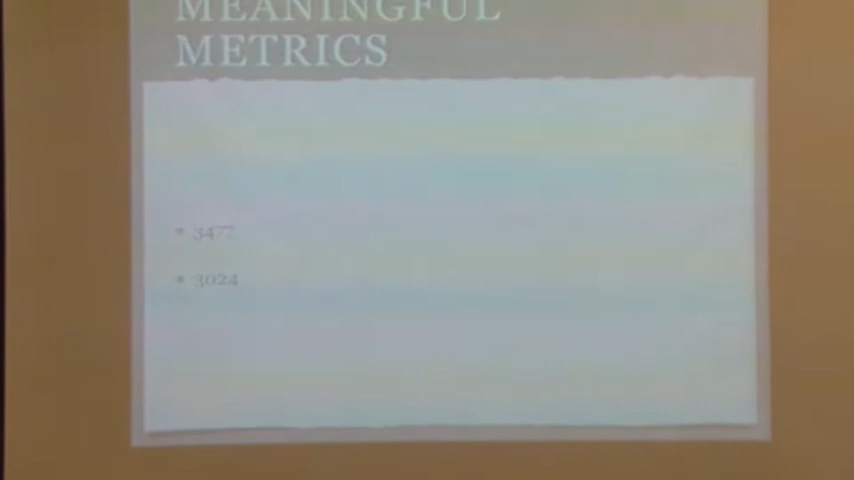 MEANINGFUL
METRICS
• 3477
• 3024